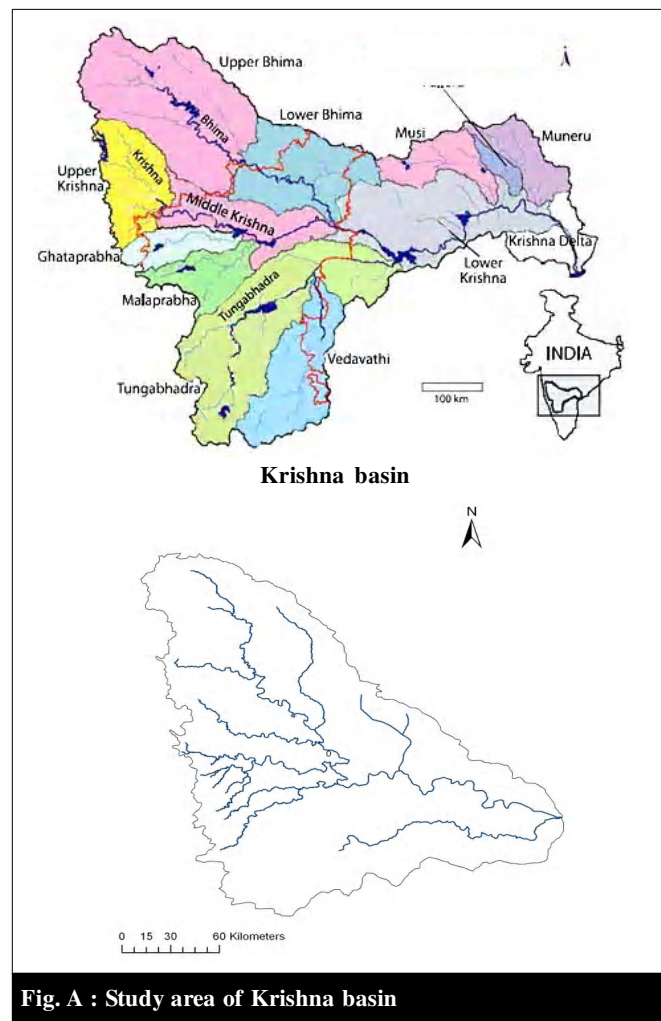 Upper Bhima
Bhima
Lower Bhima
Musi
Muneru
Upper
Krishna
Krishna
Middle Krishna
Ghataprabha
Krishna Delta
Lower
Krishna
Malaprabha
Tungabhadra
INDIA
Vedavathi
Tungabhadra
100 km
Krishna basin
N
0 15 30 60 Kilometers
Fig. A : Study area of Krishna basin